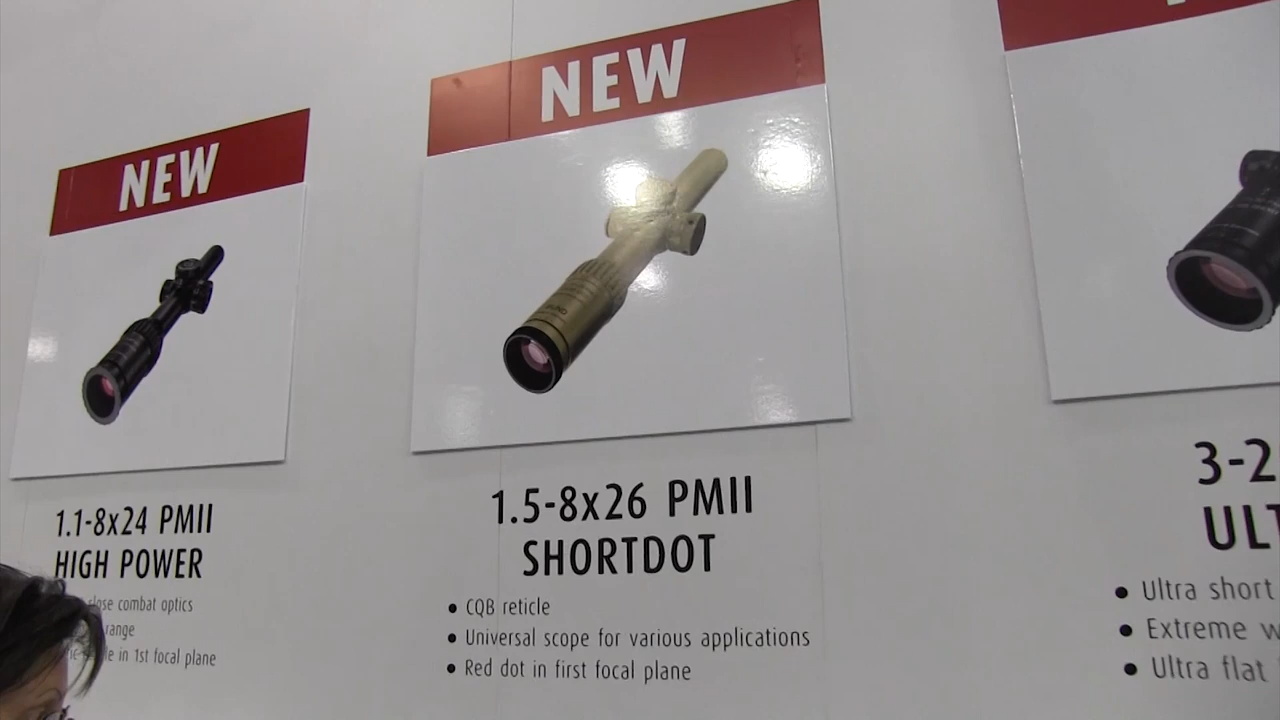 NEW
1.1-8x24 PMII
HIGH POWER
close combat optics
range
in 1st focal plane
NEW
1.5-8x26 PMII
SHORTDOT
• CQB reticle
• Universal scope for various applications
• Red dot in first focal plane
3-2
UL
• Ultra short
• Extreme w
• Ultra flat